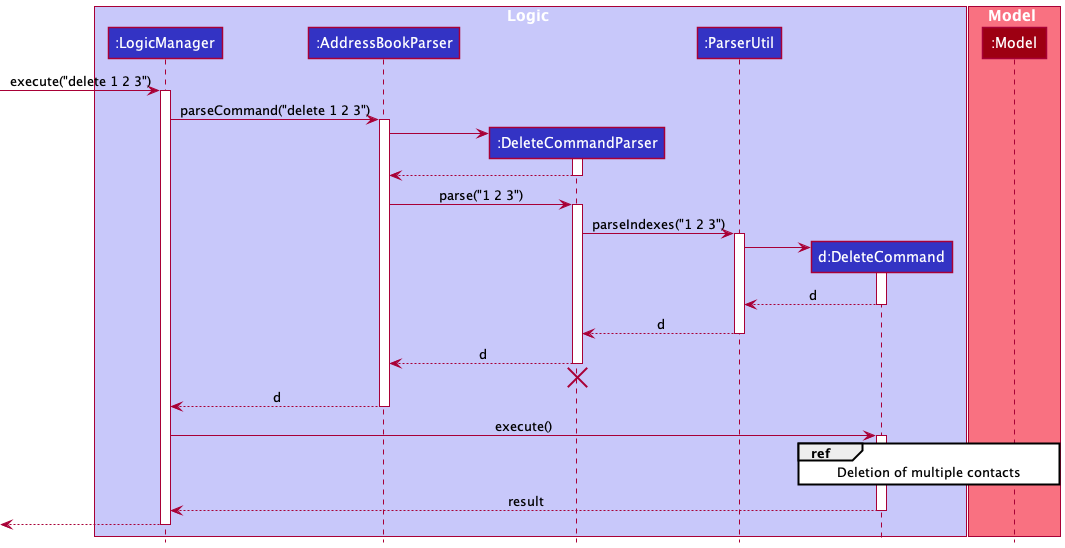 Logic
Model
:LogicManager
:AddressBookParser
:ParserUtil
:Model
execute("delete 1 2 3")
parseCommand("delete 1 2 3")
:DeleteCommandParser
parse("1 2 3")
parseIndexes("1 2 3")
d:DeleteCommand
d
d
d
d
execute()
ref
Deletion of multiple contacts
result